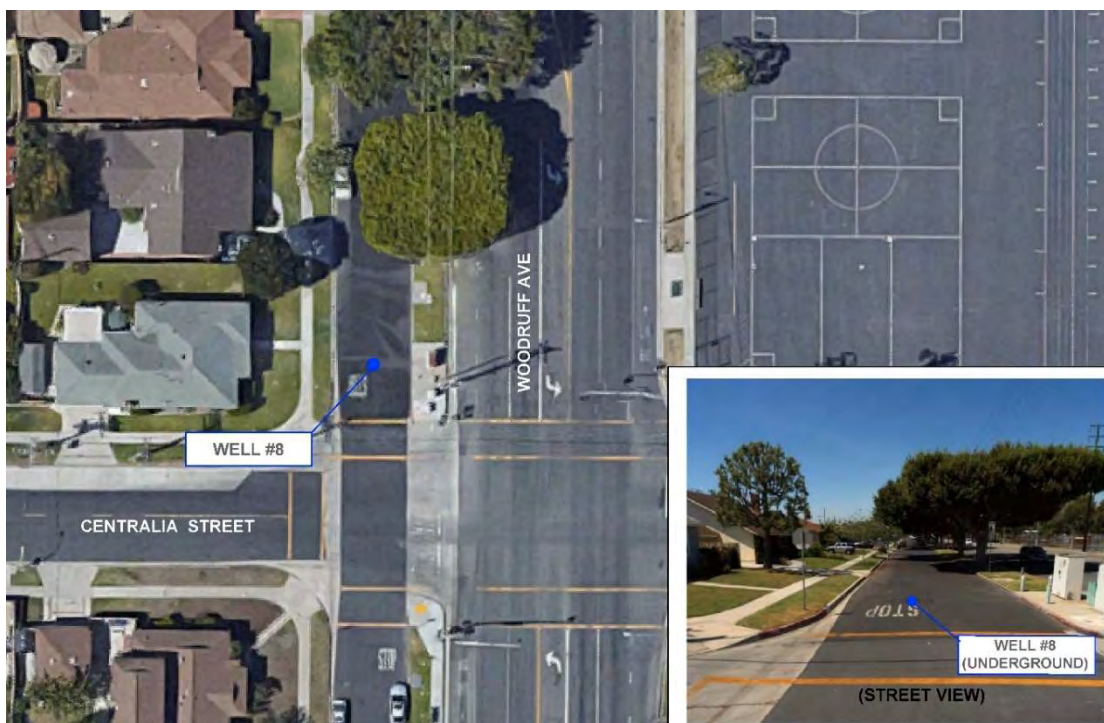 WOODRUFF AVE
WELL #8
CENTRALIA STREET
STOP
WELL #8
(UNDERGROUND)
(STREET VIEW)